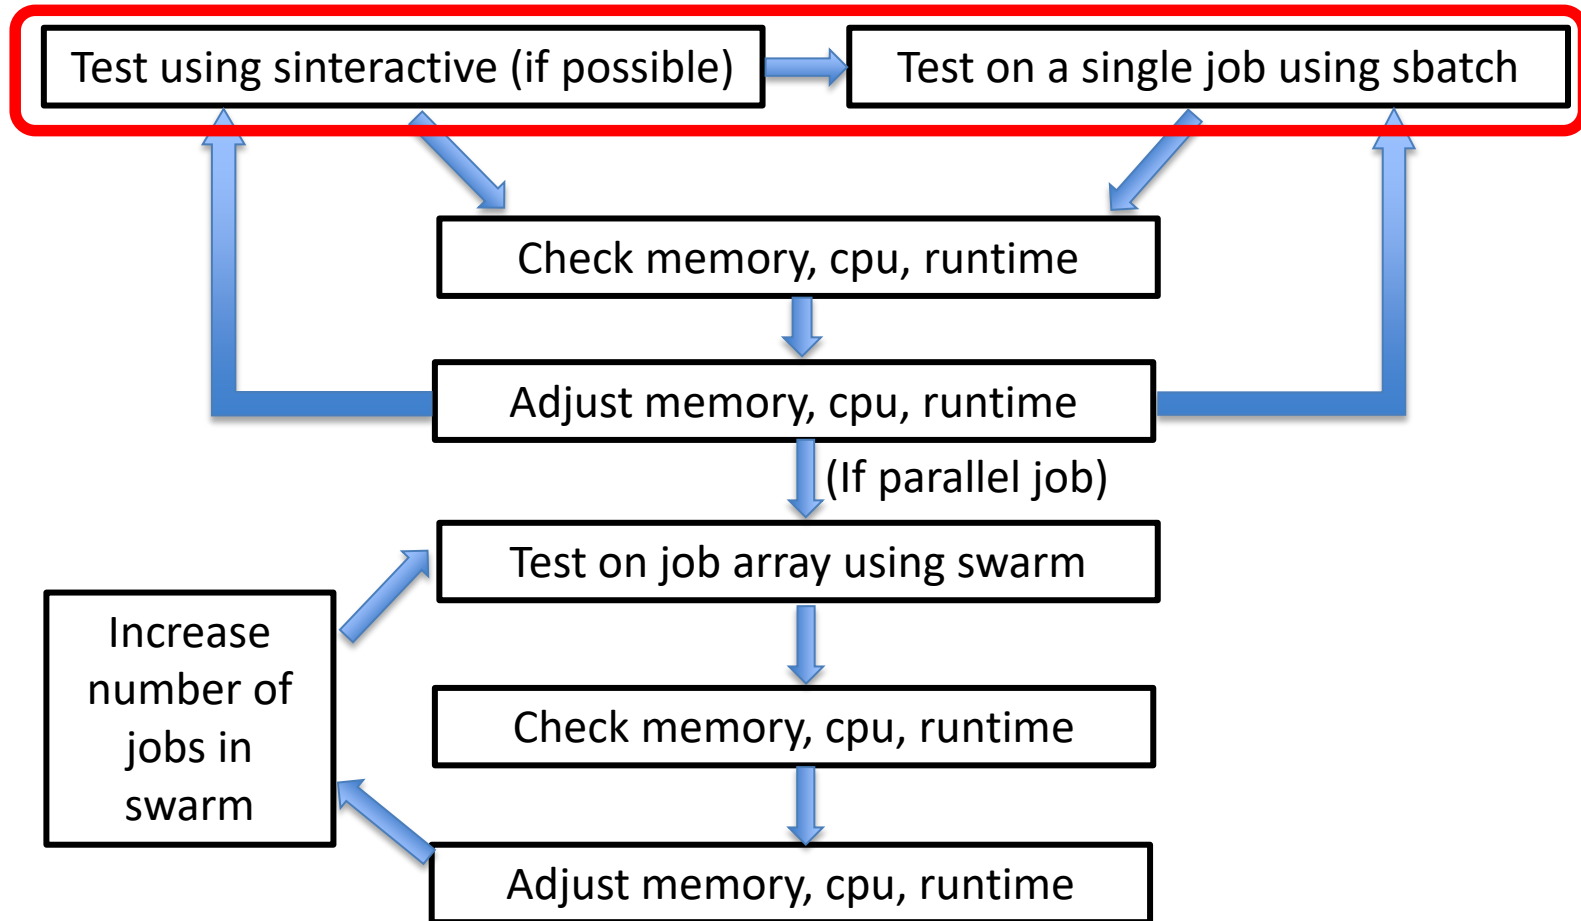 Test using sinteractive (if possible)
Test on a single job using sbatch
Check memory, cpu, runtime
Adjust memory, cpu, runtime
(If parallel job)
Test on job array using swarm
Increase
number of
jobs in
swarm
Check memory, cpu, runtime
Adjust memory, cpu, runtime